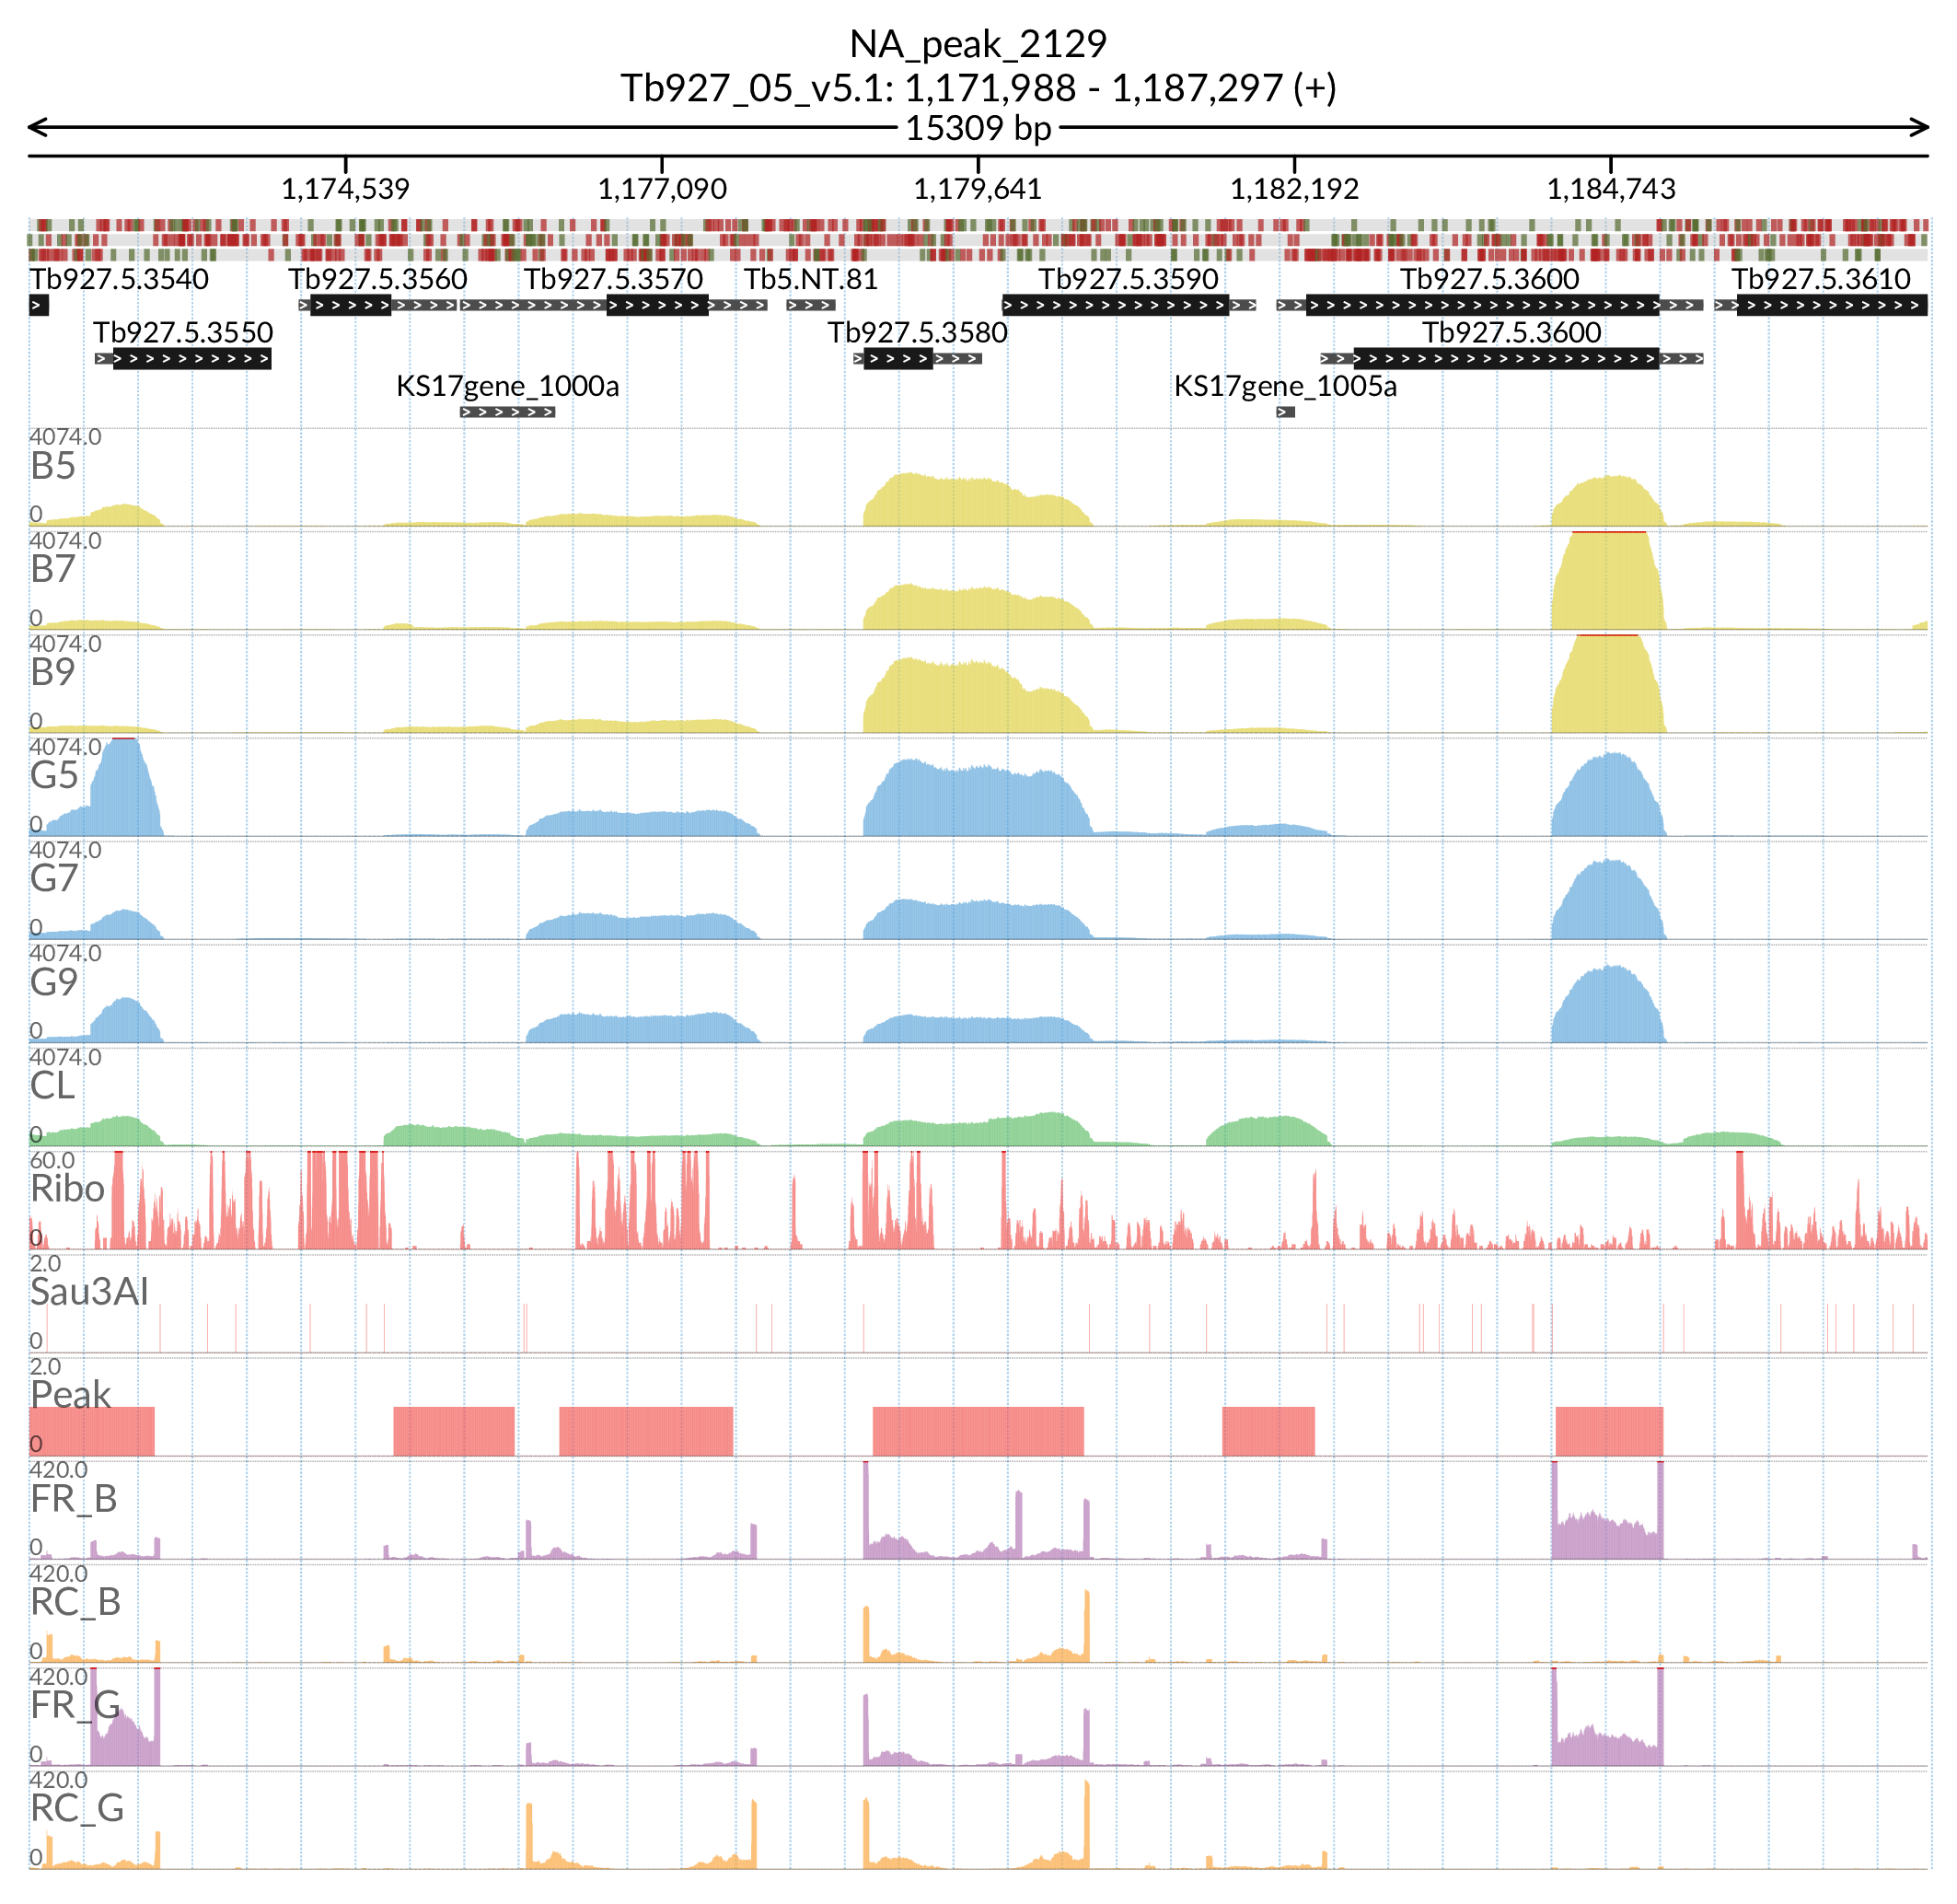 NA_peak_2129
Tb927_05_v5.1: 1,171,988 - 1,187,297 (+)
15309 bp
1,174,539 1,177,090 1,179,641 1,182,192 1,184,743
Tb927.5.3540 Tb927.5.3560 Tb927.5.3570 Tb5.NT.81 Tb927.5.3590 Tb927.5.3600 Tb927.5.3610
Tb927.5.3550 Tb927.5.3580 Tb927.5.3600
KS17gene_1000a KS17gene_1005a
4074.0
B5
0
4074.0
B7
0
4074.0
B9
0
4074.0
G5
0
4074.0
G7
0
4074.0
G9
0
4074.0
CL
0
60.0
Ribo
0
2.0
Sau3AI
0
2.0
Peak
0
420.0
FR_B
0
420.0
RC_B
0
420.0
FR_G
0
420.0
RC_G
0